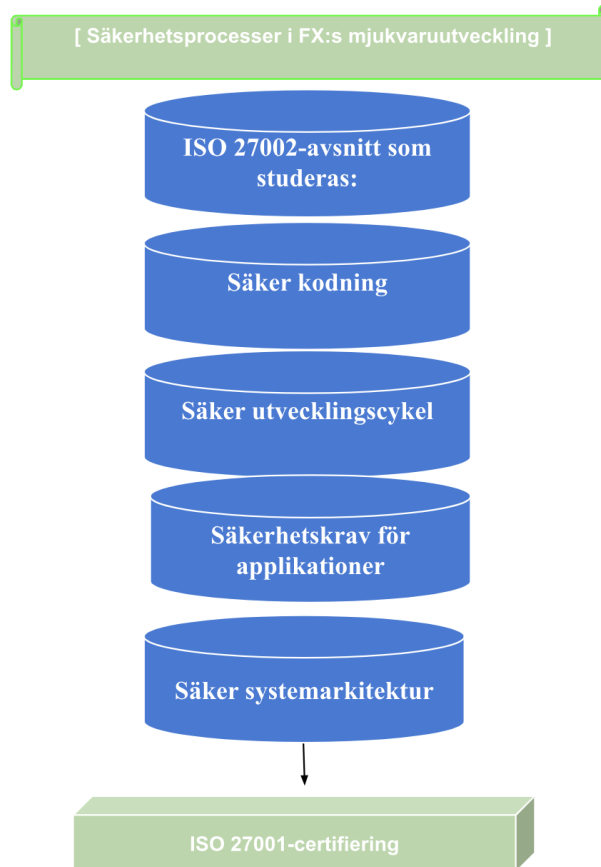 [ Säkerhetsprocesser i FX:s mjukvaruutveckling ]
ISO 27002-avsnitt som
studeras:
Säker kodning
Säker utvecklingscykel
Säkerhetskrav för
applikationer
Säker systemarkitektur
ISO 27001-certifiering